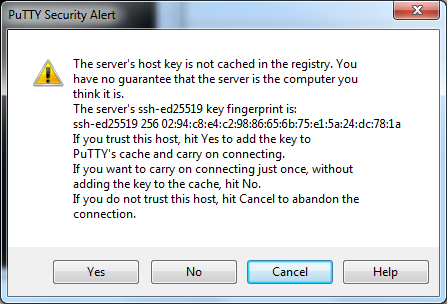 PuTTY Security Alert
The server's host key is not cached in the registry. You
have no guarantee that the server is the computer you
think it is.
The server's ssh-ed25519 key fingerprint is:
ssh-ed25519 256 02:94:c8:e4:c2:98:86:65:6b:75:e1:5a:24:dc:78:1a
If you trust this host, hit Yes to add the key to
PuTTY's cache and carry on connecting.
If you want to carry on connecting just once, without
adding the key to the cache, hit No.
If you do not trust this host, hit Cancel to abandon the
connection.
Yes No Cancel Help